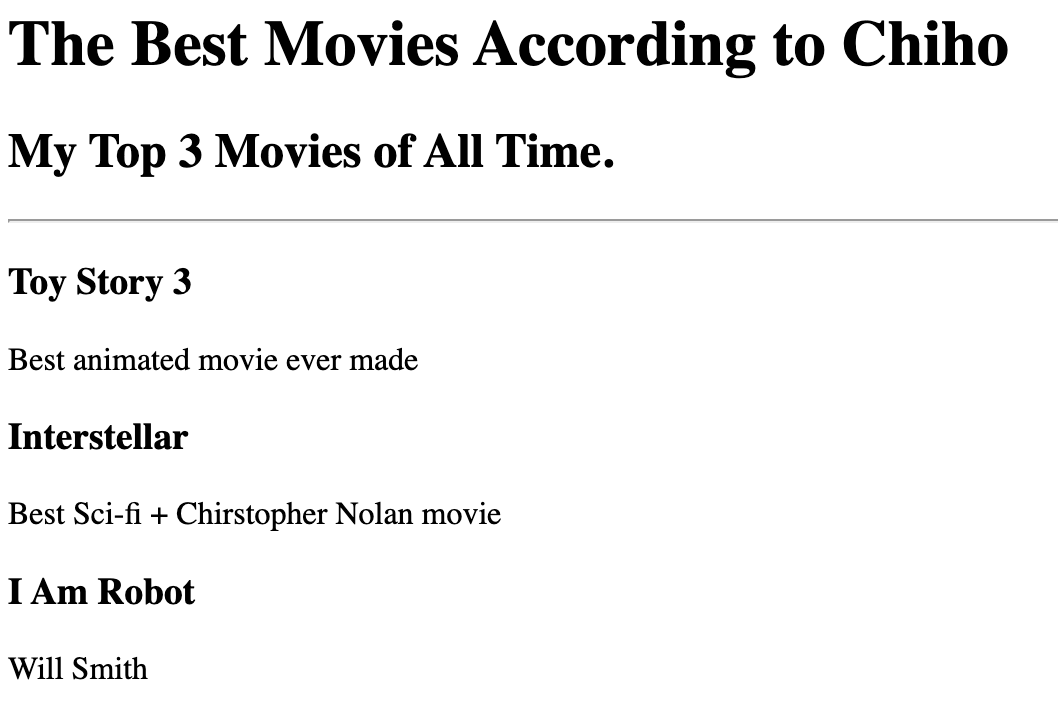 The Best Movies According to Chiho
My Top 3 Movies of All Time.
Toy Story 3
Best animated movie ever made
Interstellar
Best Sci-fi + Chirstopher Nolan movie
I Am Robot
Will Smith